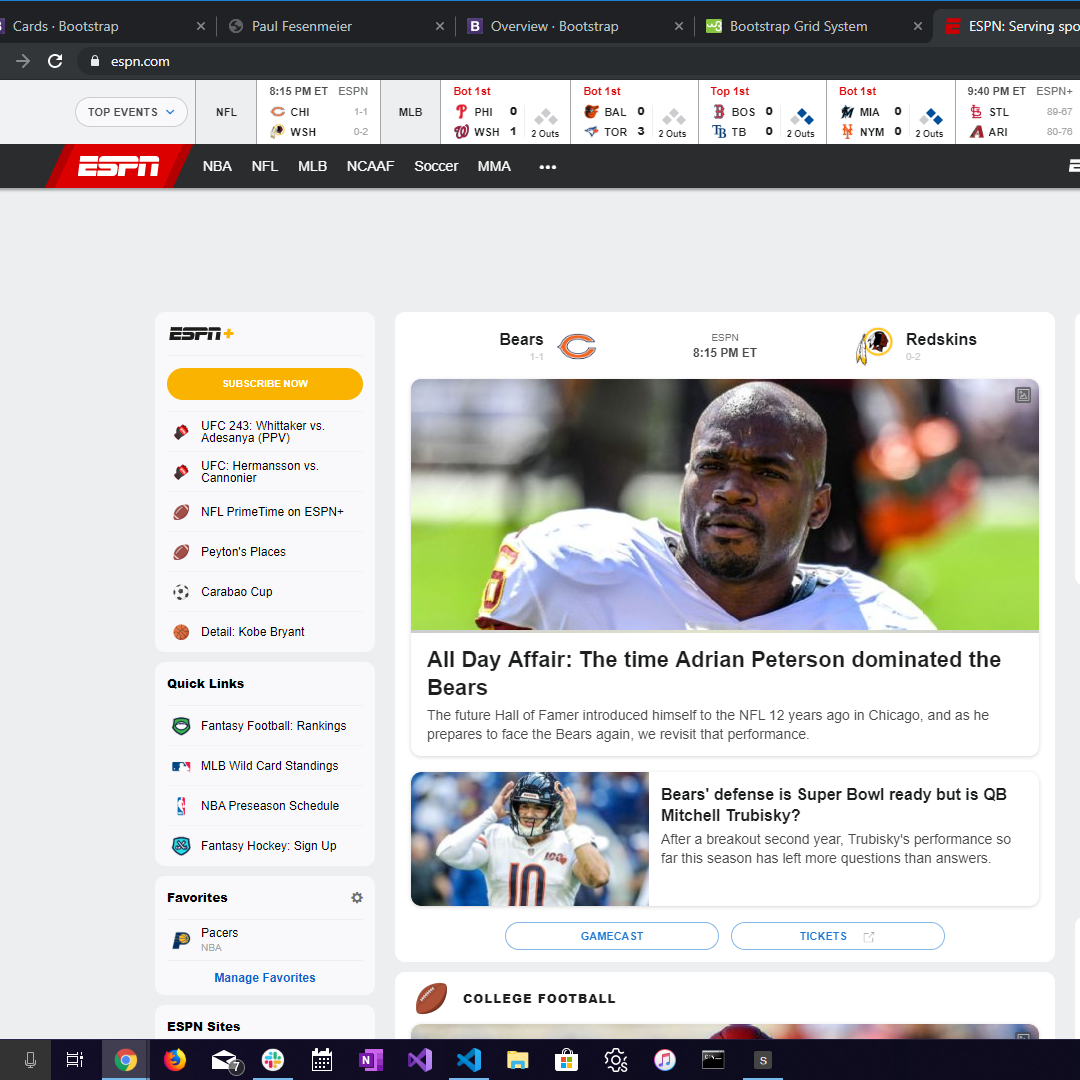 Cards · Bootstrap
Paul Fesenmeier
B Overview · Bootstrap
w3 Bootstrap Grid System
ESPN: Serving spo
espn.com
TOP EVENTS
NFL
8:15 PM ET ESPN
CHI 1-1
WSH 0-2
MLB
Bot 1st
PHI 0
WSH 1
2 Outs
Bot 1st
BAL 0
TOR 3
2 Outs
Top 1st
BOS 0
TB 0
2 Outs
Bot 1st
MIA 0
NYM 0
2 Outs
9:40 PM ET ESPN+
STL 89-67
ARI 80-76
ESPN NBA NFL MLB NCAAF Soccer MMA
ESPN+
SUBSCRIBE NOW
UFC 243: Whittaker vs.
Adesanya (PPV)
UFC: Hermansson vs.
Cannonier
NFL PrimeTime on ESPN+
Peyton's Places
Carabao Cup
Detail: Kobe Bryant
Quick Links
Fantasy Football: Rankings
MLB Wild Card Standings
NBA Preseason Schedule
Fantasy Hockey: Sign Up
Favorites
Pacers
NBA
Manage Favorites
ESPN Sites
Bears
1-1
ESPN
8:15 PM ET
Redskins
0-2
All Day Affair: The time Adrian Peterson dominated the
Bears
The future Hall of Famer introduced himself to the NFL 12 years ago in Chicago, and as he
prepares to face the Bears again, we revisit that performance.
10
Bears' defense is Super Bowl ready but is QB
Mitchell Trubisky?
After a breakout second year, Trubisky's performance so
far this season has left more questions than answers.
GAMECAST
TICKETS
COLLEGE FOOTBALL
7
N
S